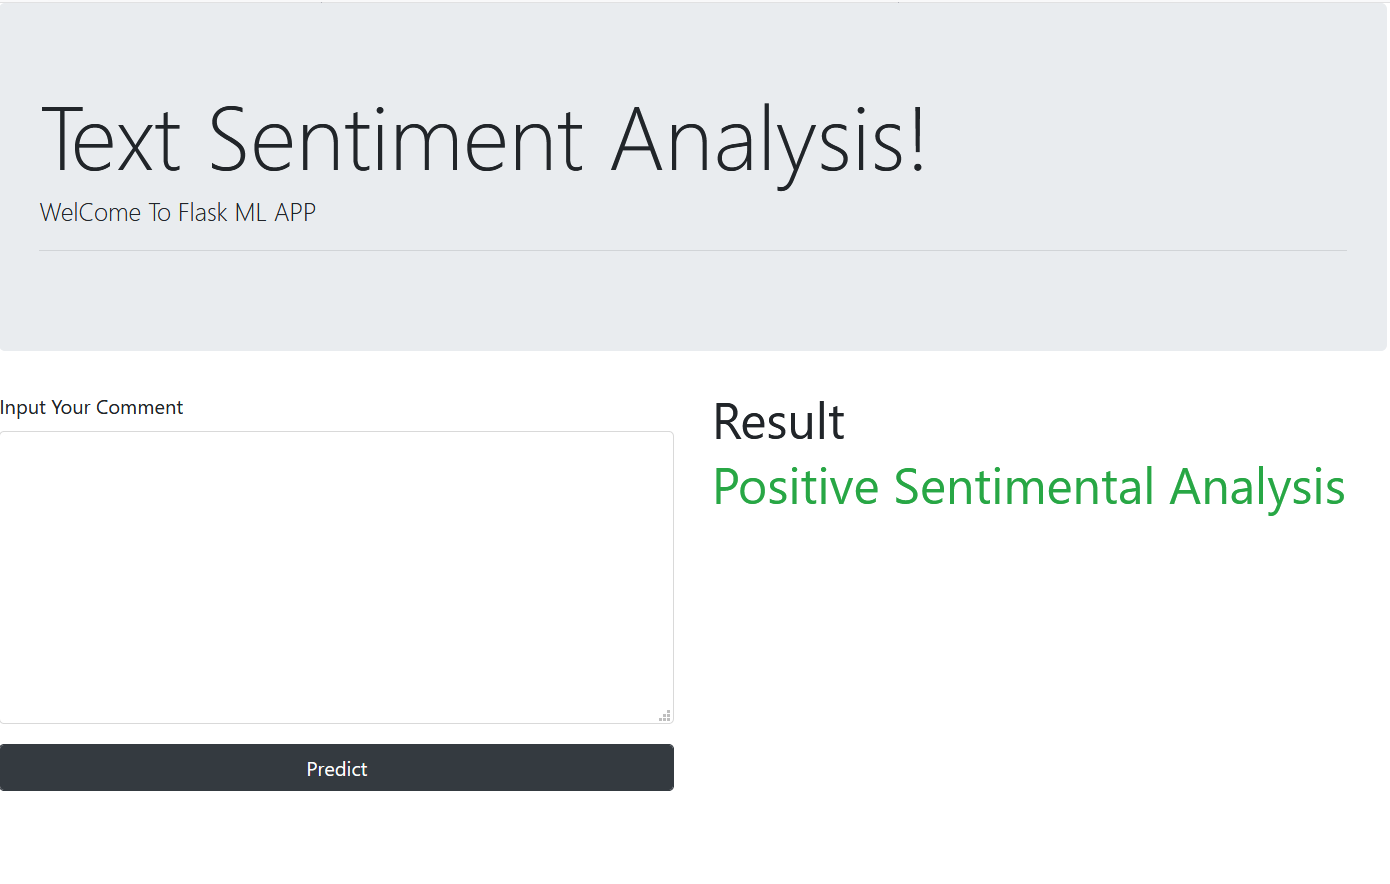 Text Sentiment Analysis!
WelCome To Flask ML APP
Input Your Comment
Predict
Result
Positive Sentimental Analysis